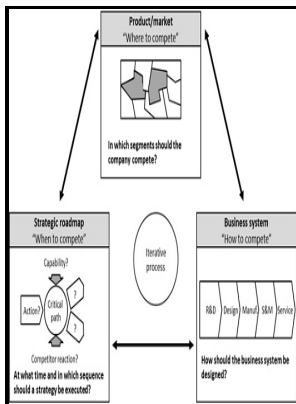 Product/market
"Where to compete"
In which segments should the
company compete?
Strategic roadmap
"When to compete"
Capability?
Action?
Critical
path
?
?
Competitor reaction?
At what time and in which sequence
should a strategy be executed?
Iterative
process
Business system
"How to compete"
R&D
Design
Manuf.
S&M
Service
How should the business system be
designed?